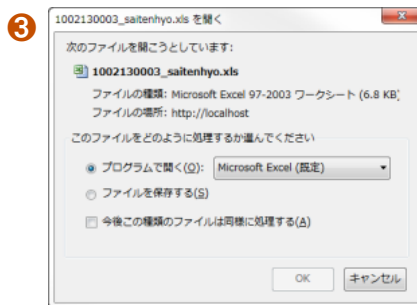 3
1002130003_saitenhyo.xls を開く
次のファイルを開こうとしています:
1002130003_saitenhyo.xls
ファイルの種類: Microsoft Excel 97-2003 ワークシート (6.8 KB)
ファイルの場所: http://localhost
このファイルをどのように処理するか選んでください
プログラムで開く(O): Microsoft Excel (既定)
ファイルを保存する(S)
今後この種類のファイルは同様に処理する(A)
OK キャンセル